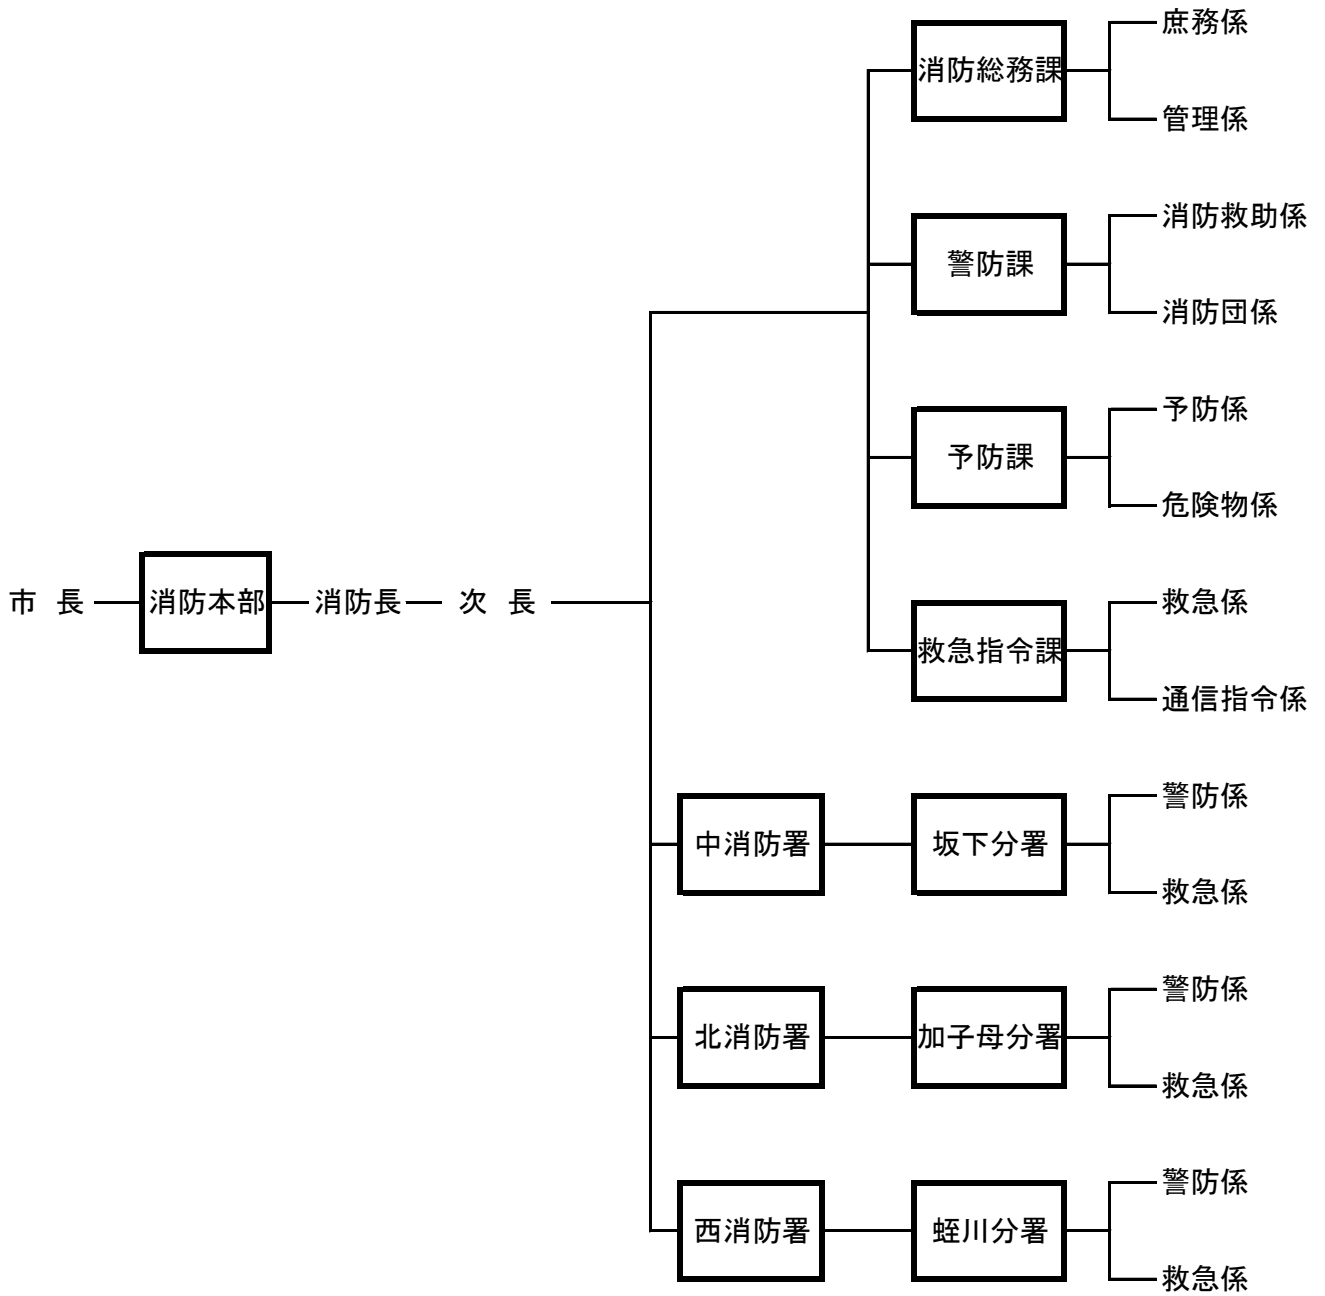 庶務係
消防総務課
管理係
消防救助係
警防課
消防団係
予防係
予防課
危険物係
市 長 消防本部 消防長 次 長
救急係
救急指令課
通信指令係
警防係
中消防署 坂下分署
救急係
警防係
北消防署 加子母分署
救急係
警防係
西消防署 蛭川分署
救急係